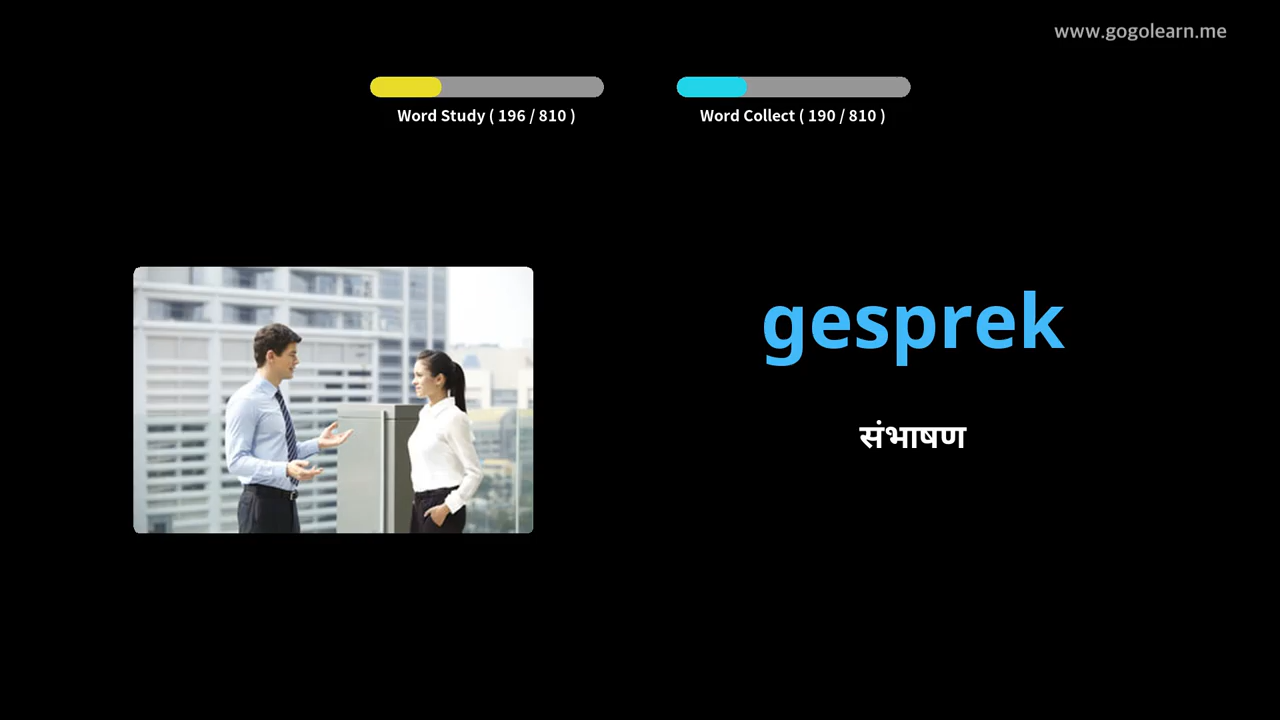 www.gogolearn.me
Word Study ( 196 / 810 )
Word Collect ( 190 / 810 )
gesprek
संभाषण